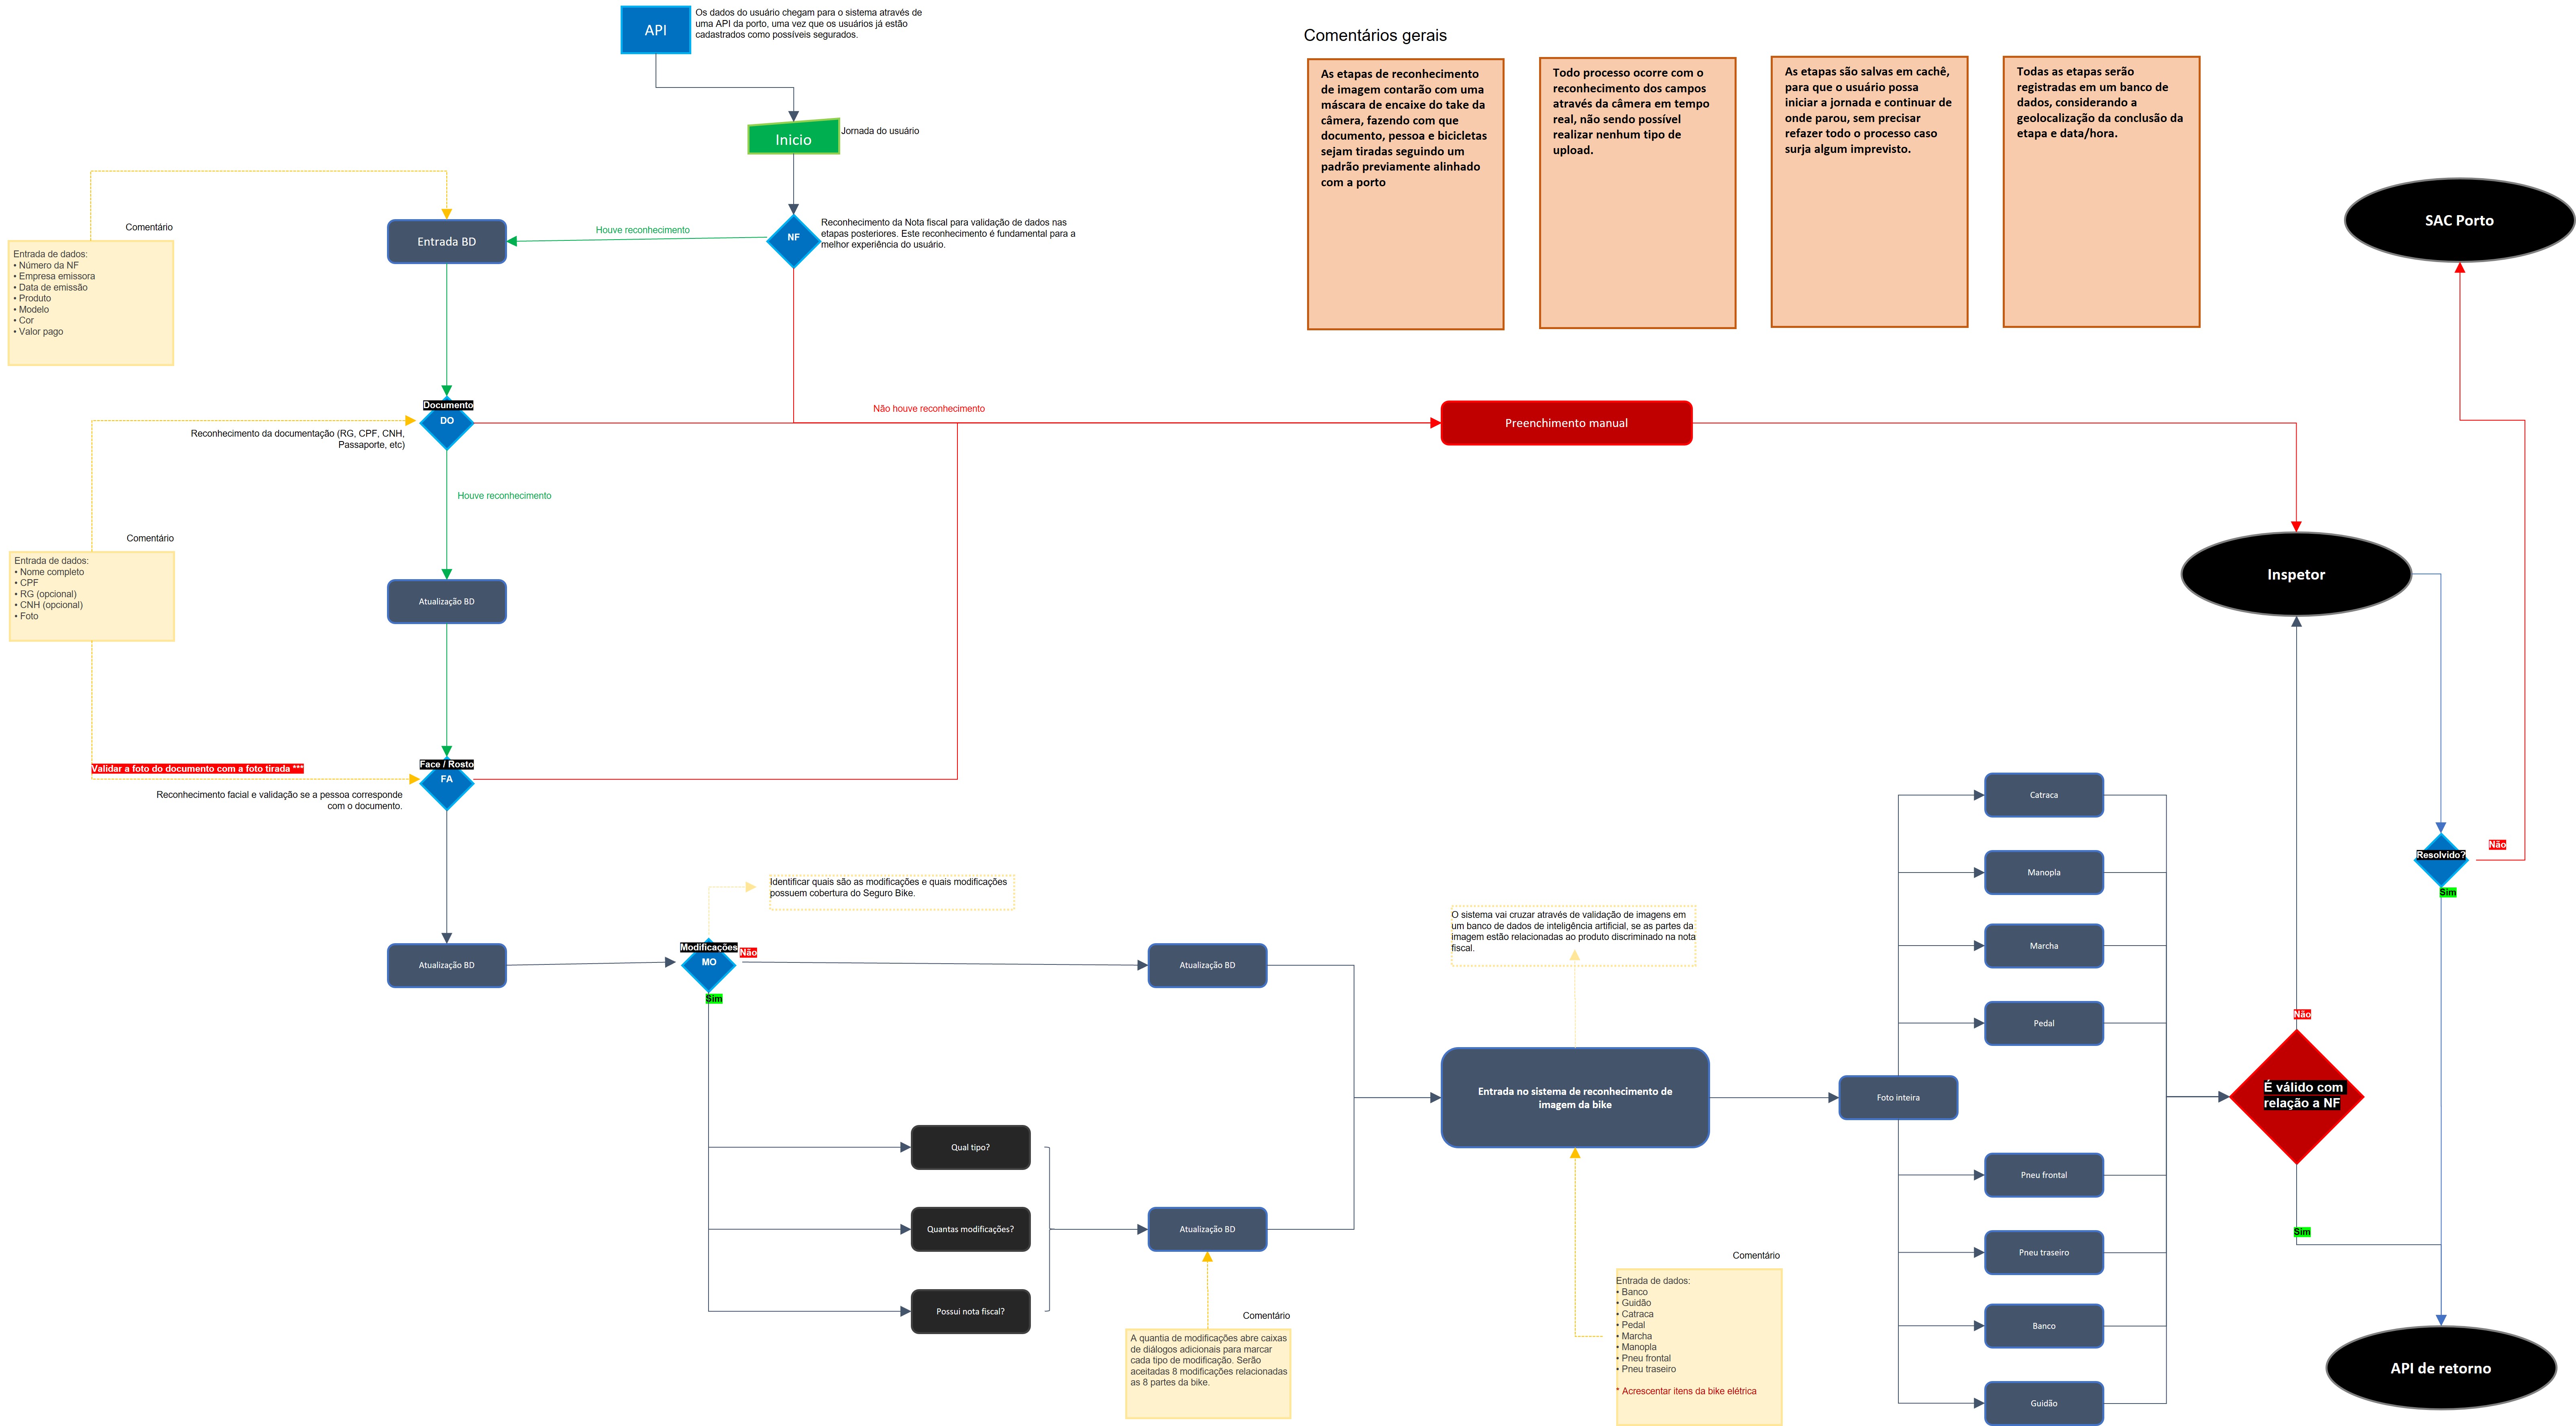 API
Os dados do usuário chegam para o sistema através de
uma API da porto, uma vez que os usuários já estão
cadastrados como possíveis segurados.
Inicio
Jornada do usuário
Comentários gerais
As etapas de reconhecimento
de imagem contarão com uma
máscara de encaixe do take da
câmera, fazendo com que
documento, pessoa e bicicletas
sejam tiradas seguindo um
padrão previamente alinhado
com a porto
Todo processo ocorre com o
reconhecimento dos campos
através da câmera em tempo
real, não sendo possível
realizar nenhum tipo de
upload.
As etapas são salvas em cachê,
para que o usuário possa
iniciar a jornada e continuar de
onde parou, sem precisar
refazer todo o processo caso
surja algum imprevisto.
Todas as etapas serão
registradas em um banco de
dados, considerando a
geolocalização da conclusão da
etapa e data/hora.
SAC Porto
NF
Reconhecimento da Nota fiscal para validação de dados nas
etapas posteriores. Este reconhecimento é fundamental para a
melhor experiência do usuário.
Houve reconhecimento
Entrada BD
Comentário
Entrada de dados:
• Número da NF
• Empresa emissora
• Data de emissão
• Produto
• Modelo
• Cor
• Valor pago
Documento
DO
Reconhecimento da documentação (RG, CPF, CNH,
Passaporte, etc)
Não houve reconhecimento
Preenchimento manual
Houve reconhecimento
Comentário
Entrada de dados:
• Nome completo
• CPF
• RG (opcional)
• CNH (opcional)
• Foto
Atualização BD
Inspetor
Validar a foto do documento com a foto tirada ***
Face / Rosto
FA
Reconhecimento facial e validação se a pessoa corresponde
com o documento.
Resolvido?
Não
Sim
Atualização BD
Modificações
MO
Não
Sim
Identificar quais são as modificações e quais modificações
possuem cobertura do Seguro Bike.
Atualização BD
Qual tipo?
Quantas modificações?
Possui nota fiscal?
Atualização BD
Comentário
A quantia de modificações abre caixas
de diálogos adicionais para marcar
cada tipo de modificação. Serão
aceitadas 8 modificações relacionadas
as 8 partes da bike.
O sistema vai cruzar através de validação de imagens em
um banco de dados de inteligência artificial, se as partes da
imagem estão relacionadas ao produto discriminado na nota
fiscal.
Entrada no sistema de reconhecimento de
imagem da bike
Comentário
Entrada de dados:
• Banco
• Guidão
• Catraca
• Pedal
• Marcha
• Manopla
• Pneu frontal
• Pneu traseiro
* Acrescentar itens da bike elétrica
Foto inteira
Catraca
Manopla
Marcha
Pedal
Pneu frontal
Pneu traseiro
Banco
Guidão
Não
É válido com
relação a NF
Sim
API de retorno